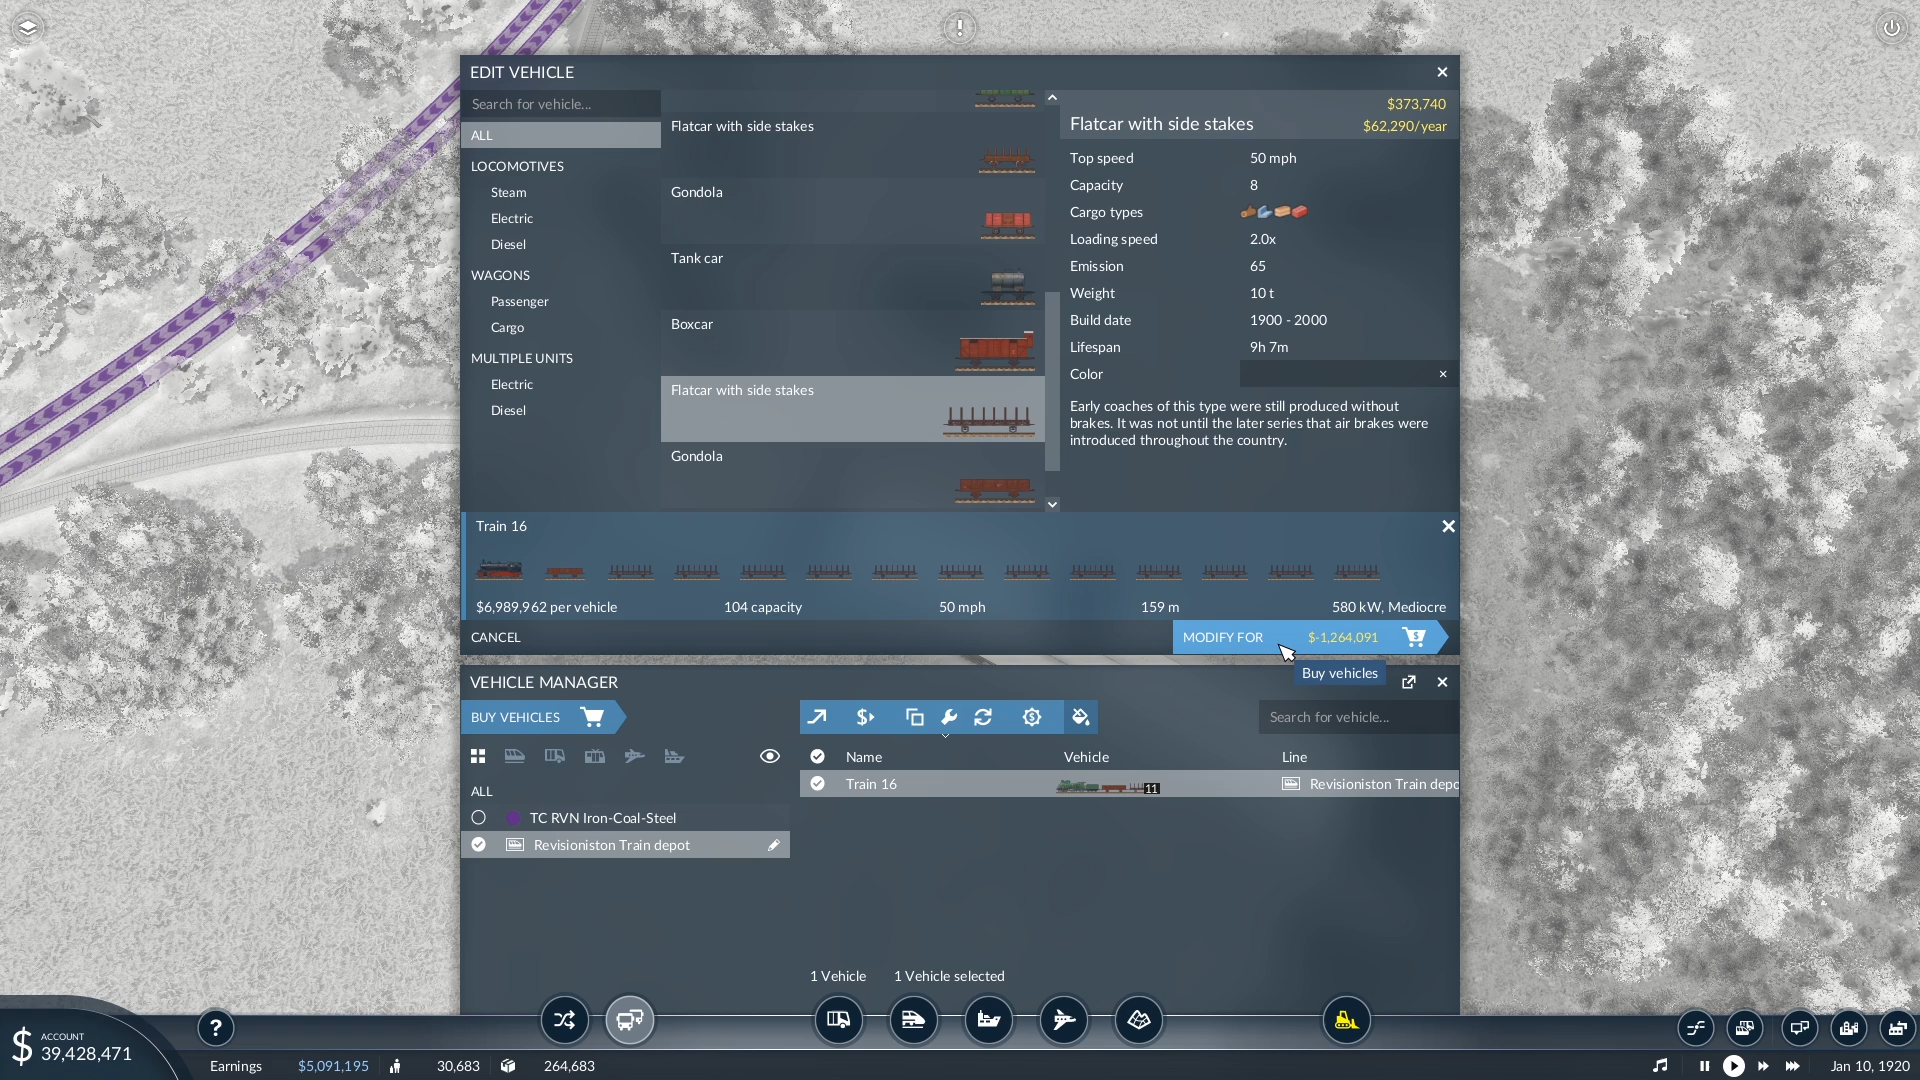 EDIT VEHICLE
Search for vehicle...
ALL
LOCOMOTIVES
Steam
Electric
Diesel
WAGONS
Passenger
Cargo
MULTIPLE UNITS
Electric
Diesel
Flatcar with side stakes
Gondola
Tank car
Boxcar
Flatcar with side stakes
Gondola
$373,740
Flatcar with side stakes $62,290/year
Top speed 50 mph
Capacity 8
Cargo types
Loading speed 2.0x
Emission 65
Weight 10 t
Build date 1900 - 2000
Lifespan 9h 7m
Color
Early coaches of this type were still produced without
brakes. It was not until the later series that air brakes were
introduced throughout the country.
Train 16
$6,989,962 per vehicle 104 capacity 50 mph 159 m 580 kW, Mediocre
CANCEL
MODIFY FOR $-1,264,091
Buy vehicles
VEHICLE MANAGER
BUY VEHICLES
Search for vehicle...
ALL
TC RVN Iron-Coal-Steel
Revisioniston Train depot
Name Vehicle Line
Train 16 11 Revisioniston Train depo
1 Vehicle 1 Vehicle selected
ACCOUNT
$ 39,428,471
?
Earnings $5,091,195 30,683 264,683
Jan 10, 1920